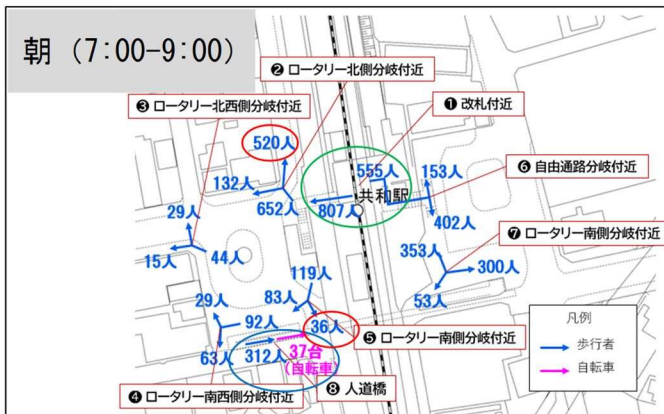 朝（7:00-9:00）
❷ ロータリー北側分岐付近
❸ ロータリー北西側分岐付近
❶ 改札付近
520人
555人
153人
❻ 自由通路分岐付近
132人
共和駅
652人
807人
402人
29人
❼ ロータリー南側分岐付近
15人
44人
353人
300人
119人
53人
29人
83人
凡例
92人
36人
❺ ロータリー南側分岐付近
歩行者
63人
312人
37台
(自転車)
自転車
❹ ロータリー南西側分岐付近
❽ 人道橋